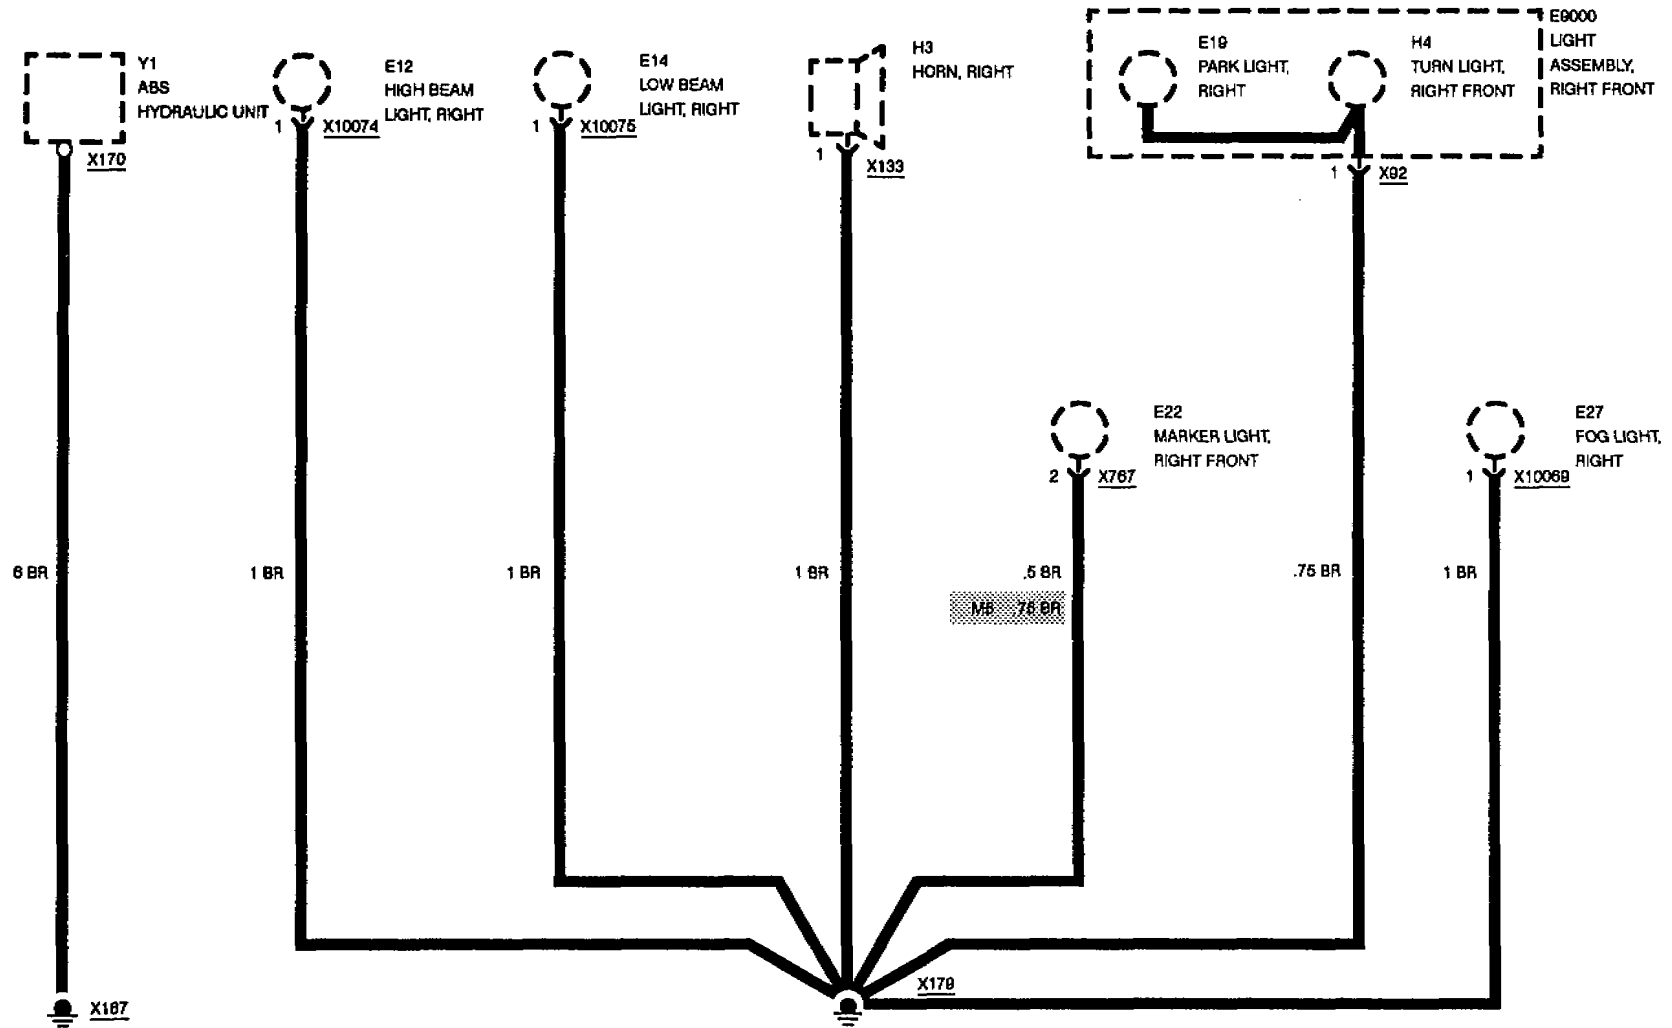 Y1
ABS
HYDRAULIC UNIT
X170
E12
HIGH BEAM
LIGHT, RIGHT
1
X10074
E14
LOW BEAM
LIGHT, RIGHT
1
X10075
H3
HORN, RIGHT
1
X133
E19
PARK LIGHT,
RIGHT
H4
TURN LIGHT,
RIGHT FRONT
E9000
LIGHT
ASSEMBLY,
RIGHT FRONT
1
X92
E22
MARKER LIGHT,
RIGHT FRONT
2
X767
E27
FOG LIGHT,
RIGHT
1
X10069
6 BR
1 BR
1 BR
1 BR
.5 BR
M5 .75 BR
.75 BR
1 BR
X167
X179